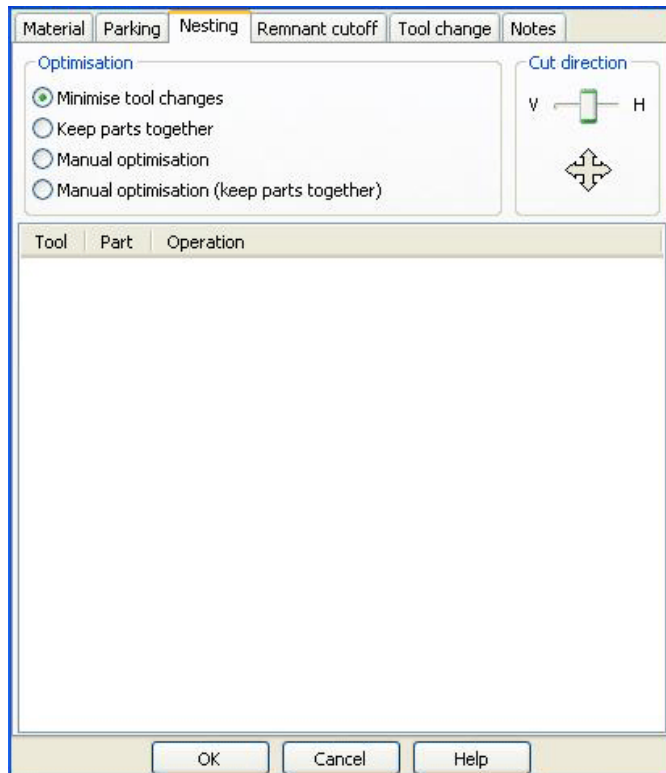 Material Parking Nesting Remnant cutoff Tool change Notes
Optimisation
Minimise tool changes
Keep parts together
Manual optimisation
Manual optimisation (keep parts together)
Cut direction
V H
Tool Part Operation
OK Cancel Help